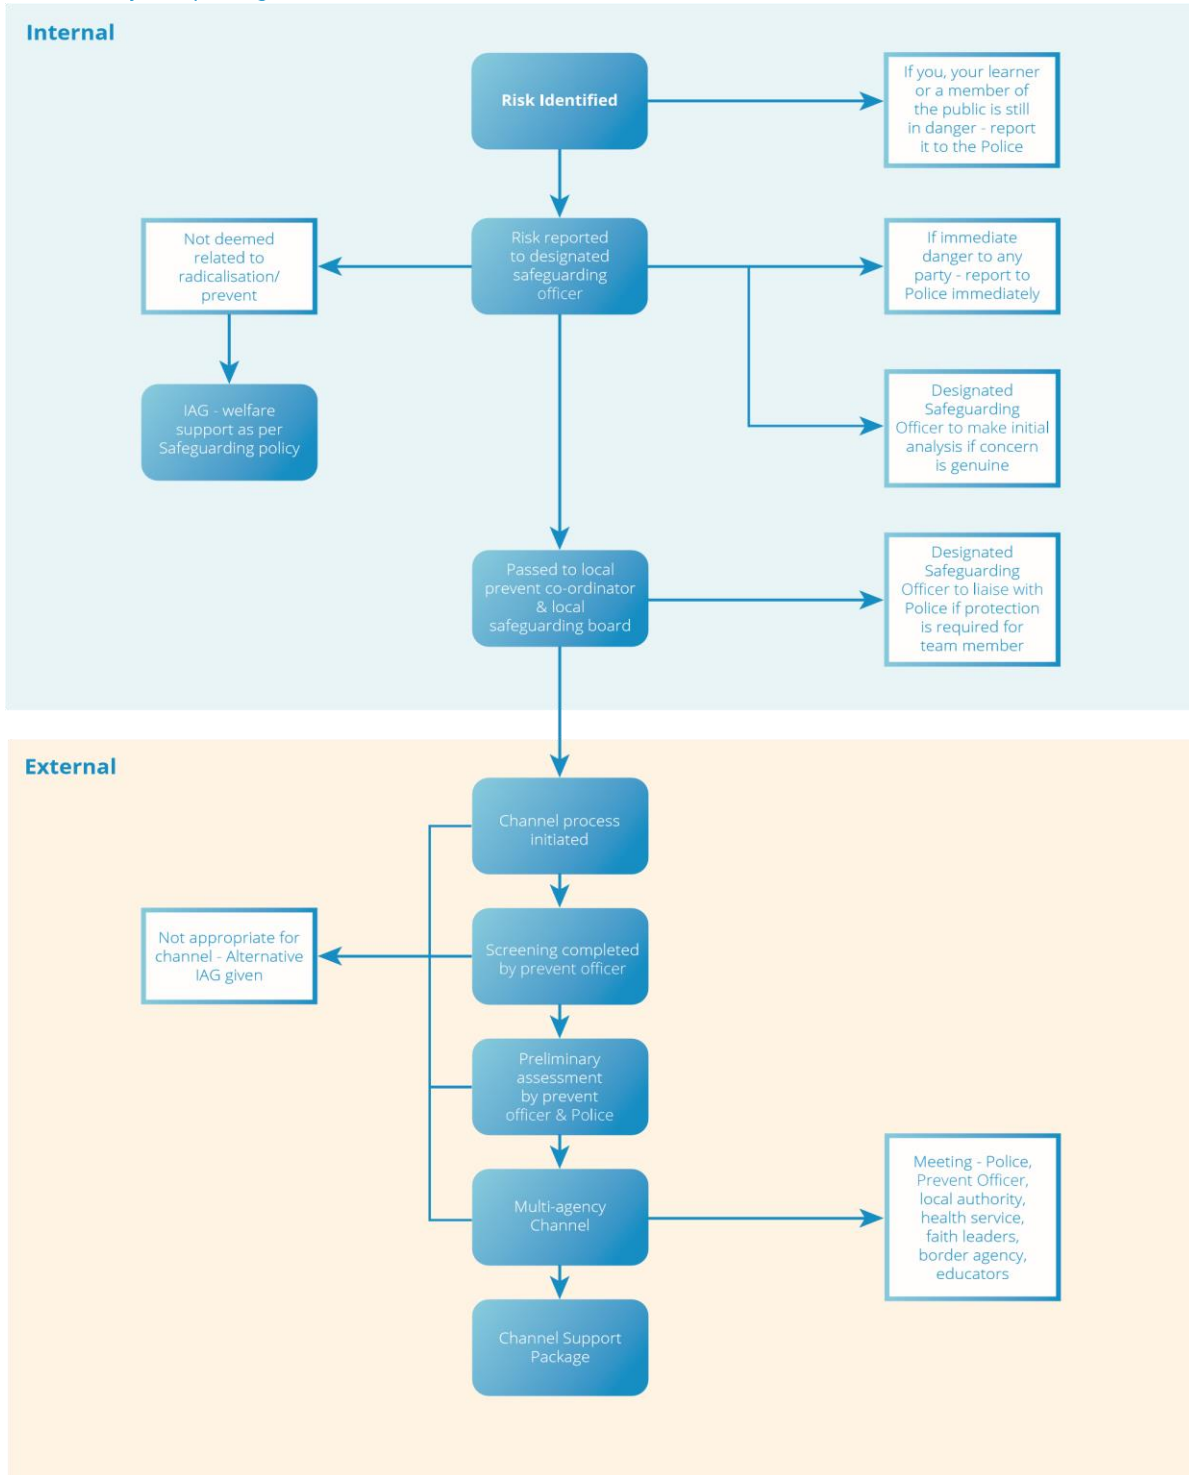 Internal
Risk Identified
If you, your learner
or a member of
the public is still
in danger - report
it to the Police
Not deemed
related to
radicalisation/
prevent
Risk reported
to designated
safeguarding
officer
If immediate
danger to any
party - report to
Police immediately
IAG - welfare
support as per
Safeguarding policy
Designated
Safeguarding
Officer to make initial
analysis if concern
is genuine
Passed to local
prevent co-ordinator
& local
safeguarding board
Designated
Safeguarding
Officer to liaise with
Police if protection
is required for
team member
External
Channel process
initiated
Not appropriate for
channel - Alternative
IAG given
Screening completed
by prevent officer
Preliminary
assessment
by prevent
officer & Police
Multi-agency
Channel
Meeting - Police,
Prevent Officer,
local authority,
health service,
faith leaders,
border agency,
educators
Channel Support
Package